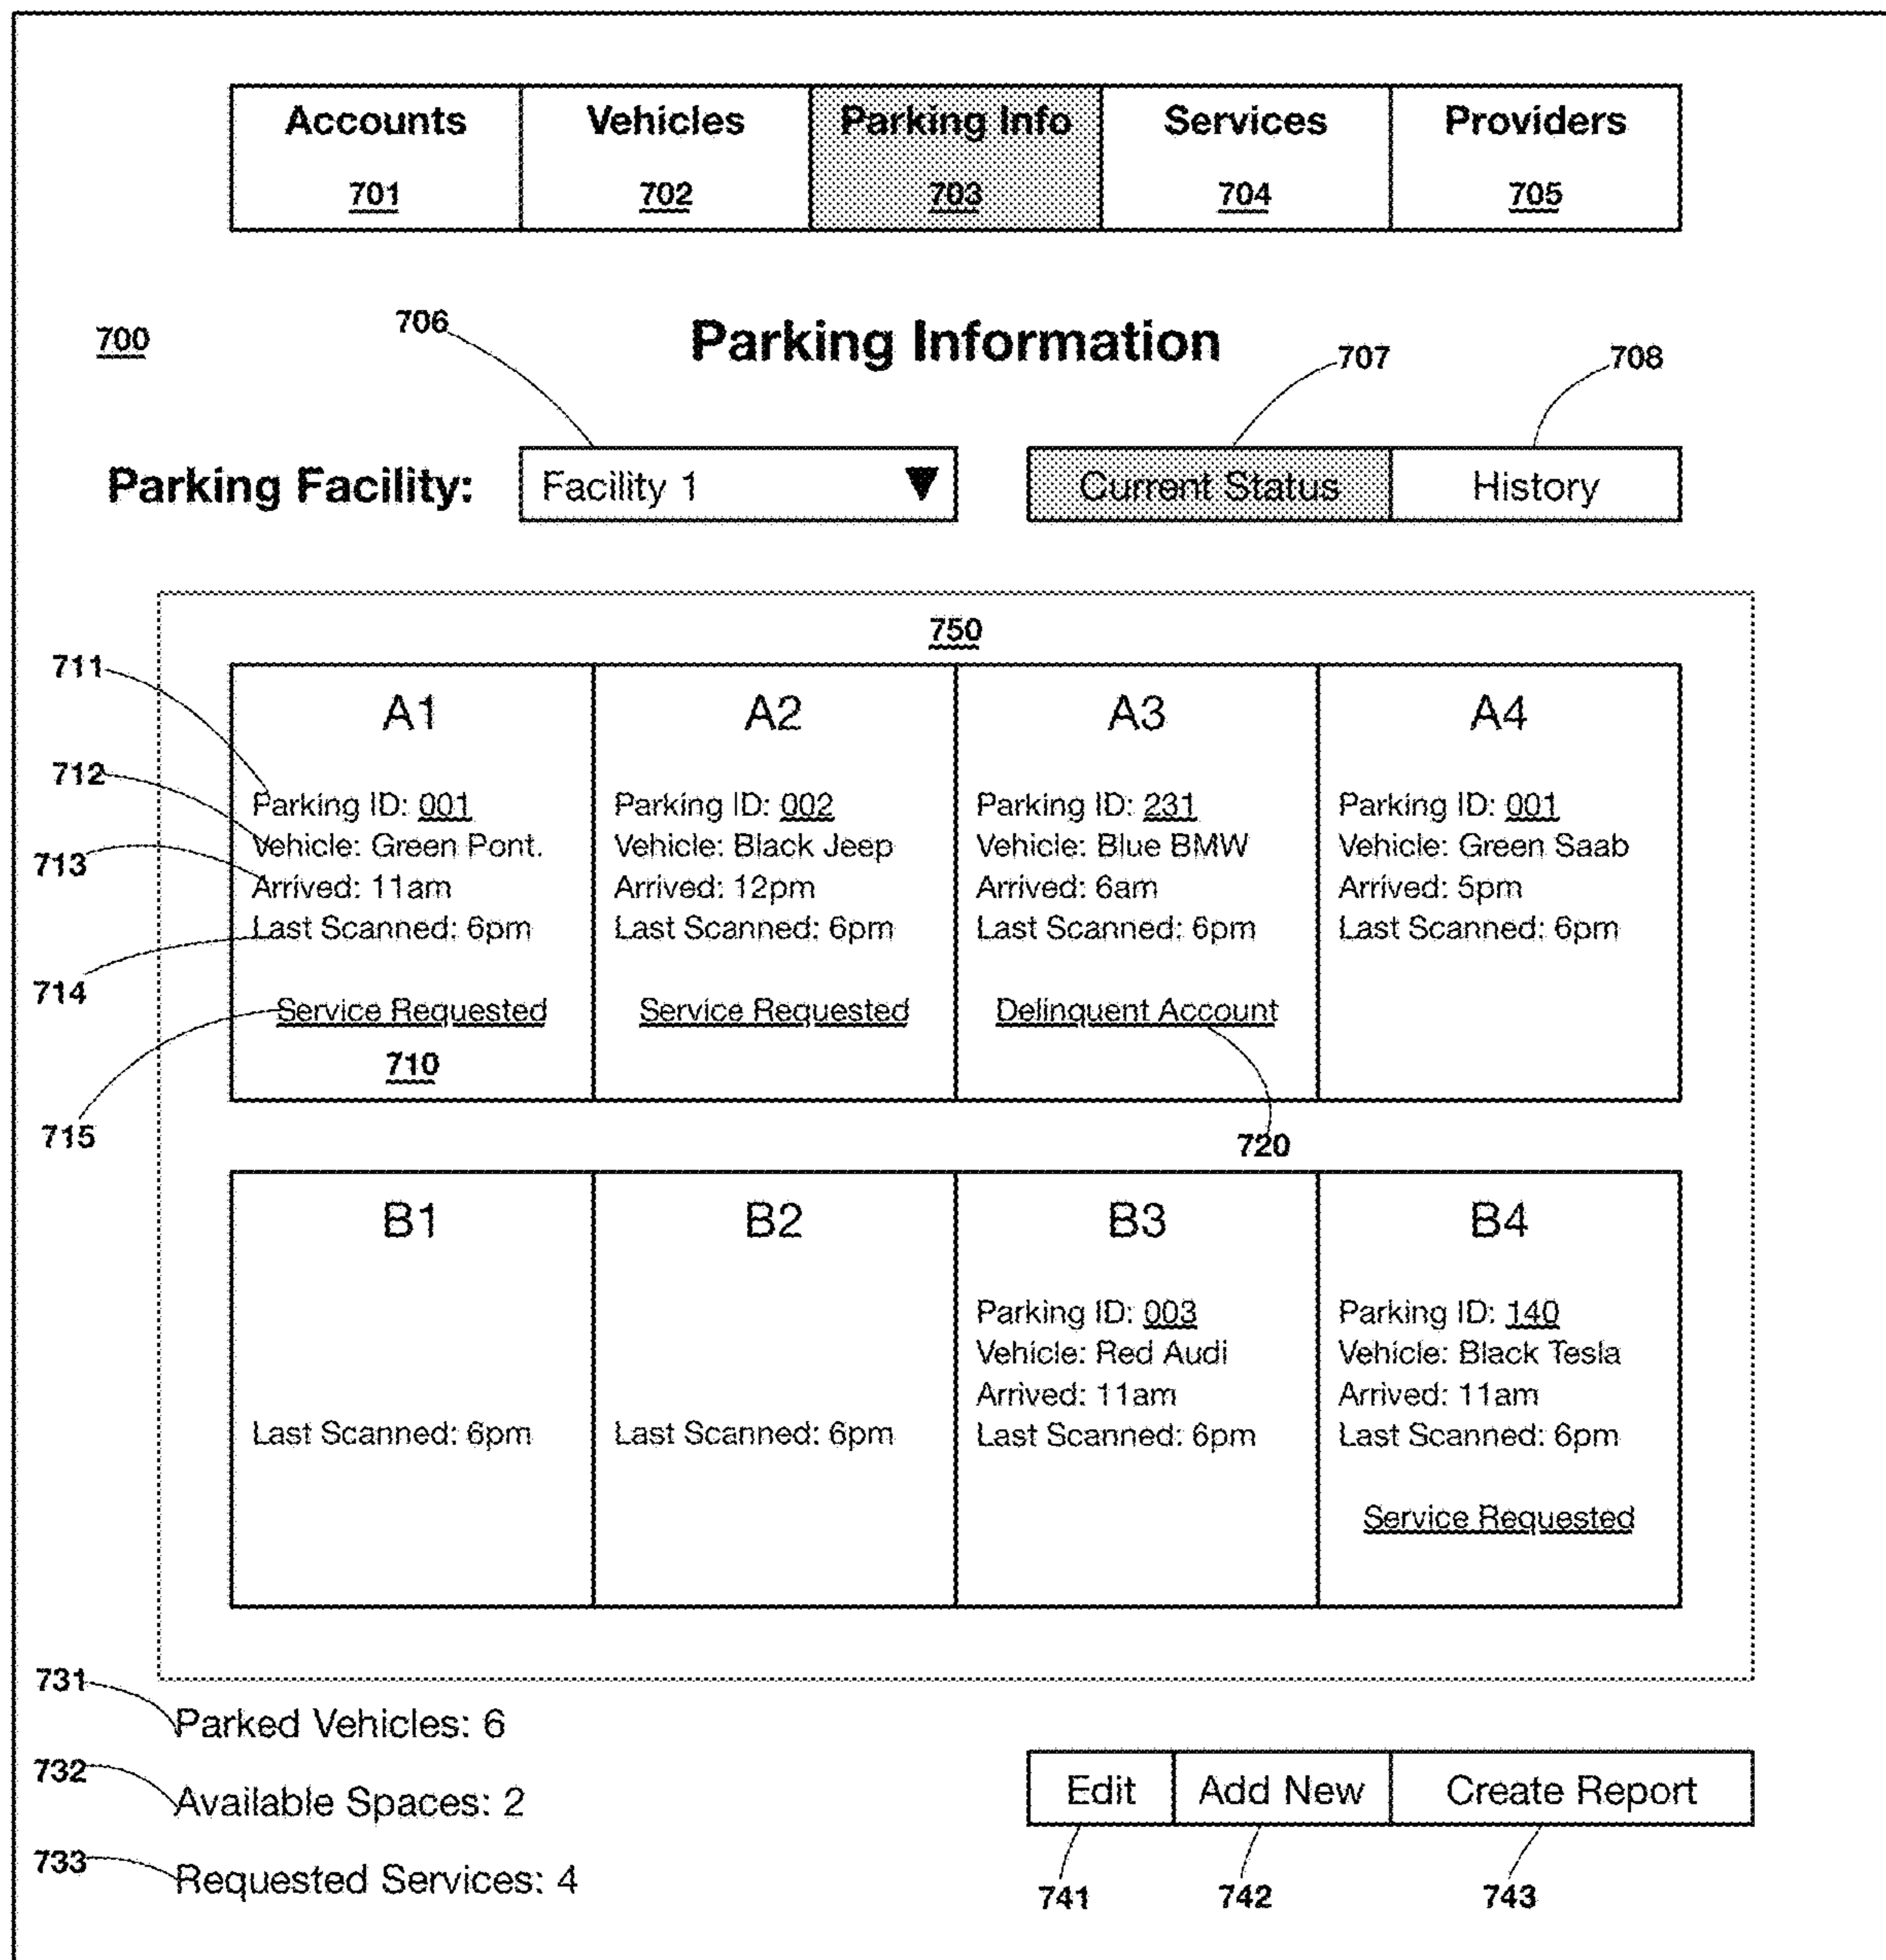 Accounts Vehicles Parking Info Services Providers
701 702 703 704 705
700 706 Parking Information 707 708
Parking Facility: Facility 1 Current Status History
750
711
A1 A2 A3 A4
712
Parking ID: 001 Parking ID: 002 Parking ID: 231 Parking ID: 001
Vehicle: Green Pont. Vehicle: Black Jeep Vehicle: Blue BMW Vehicle: Green Saab
713
Arrived: 11am Arrived: 12pm Arrived: 6am Arrived: 5pm
Last Scanned: 6pm Last Scanned: 6pm Last Scanned: 6pm Last Scanned: 6pm
714
Service Requested Service Requested Delinquent Account
710
715 720
B1 B2 B3 B4
Parking ID: 003 Parking ID: 140
Vehicle: Red Audi Vehicle: Black Tesla
Arrived: 11am Arrived: 11am
Last Scanned: 6pm Last Scanned: 6pm Last Scanned: 6pm Last Scanned: 6pm
Service Requested
731
Parked Vehicles: 6
732
Available Spaces: 2
Edit Add New Create Report
733
Requested Services: 4
741 742 743